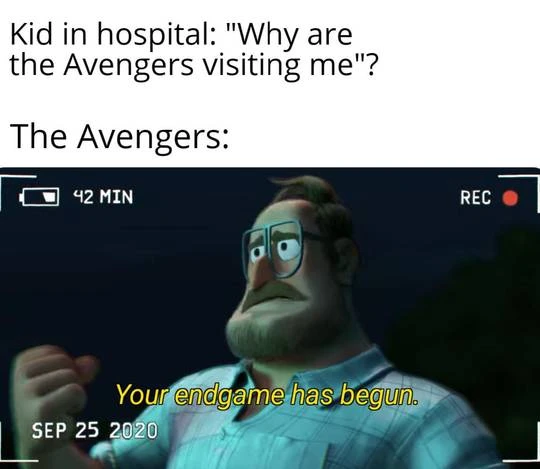 Kid in hospital: "Why are
the Avengers visiting me"?
The Avengers:
42 MIN
REC
Your endgame has begun.
SEP 25 2020